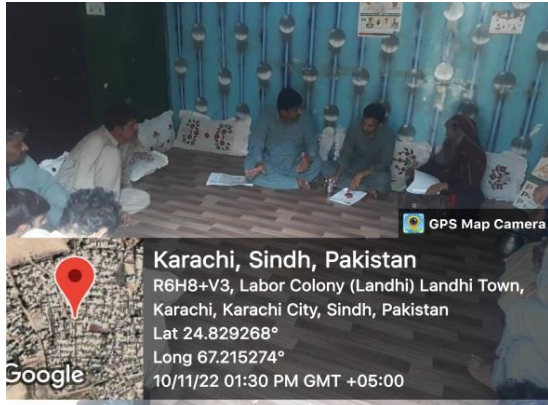 GPS Map Camera
Karachi, Sindh, Pakistan
R6H8+V3, Labor Colony (Landhi) Landhi Town,
Karachi, Karachi City, Sindh, Pakistan
Lat 24.829268°
Long 67.215274°
10/11/22 01:30 PM GMT +05:00
Google